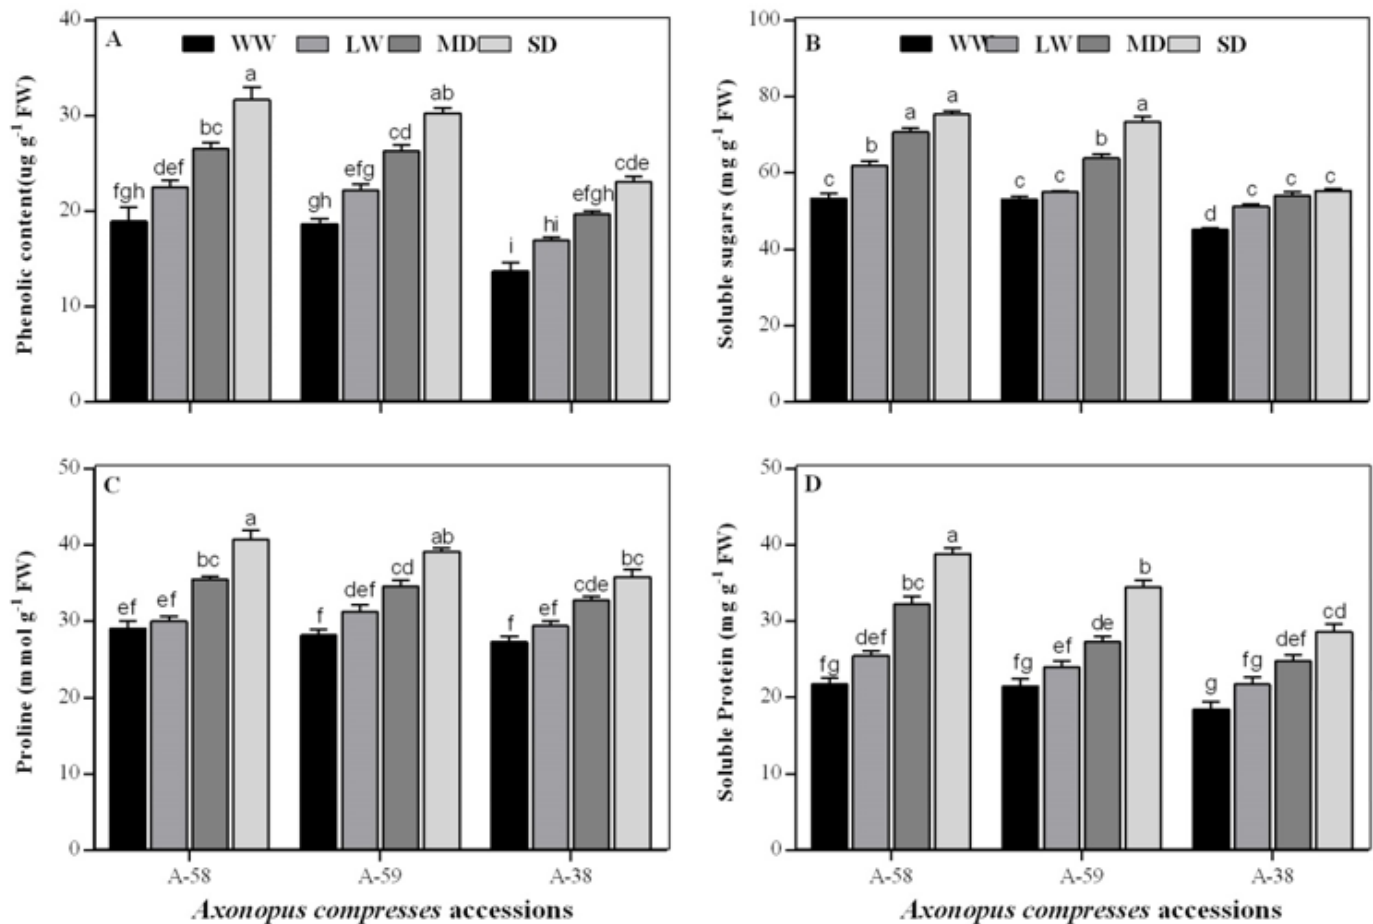 A
WW LW MD SD
Phenolic content(ug g⁻¹ FW)
40
30
20
10
0
fgh def bc a
gh efg cd ab
i hi efgh cde
B
WW LW MD SD
Soluble sugars (mg g⁻¹ FW)
100
80
60
40
20
0
c b a a
c c b a
d c c c
C
Proline (m mol g⁻¹ FW)
50
40
30
20
10
0
ef ef bc a
f def cd ab
f ef cde bc
A-58 A-59 A-38
Axonopus compresses accessions
D
Soluble Protein (mg g⁻¹ FW)
50
40
30
20
10
0
fg def bc a
fg ef de b
g fg def cd
A-58 A-59 A-38
Axonopus compresses accessions